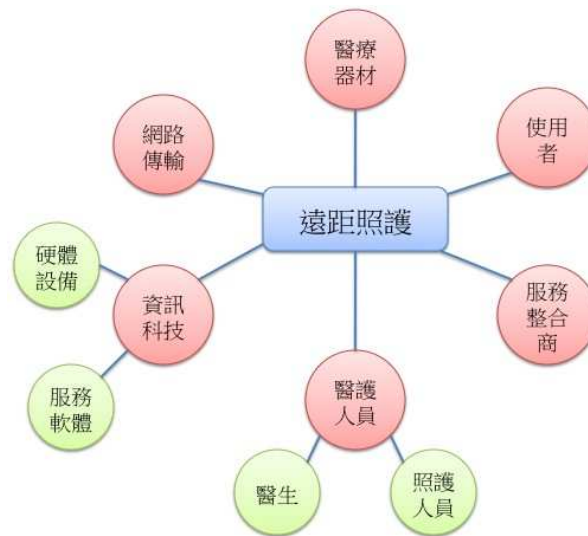 醫療
器材
網路
傳輸
使用
者
遠距照護
硬體
設備
資訊
科技
服務
整合
商
服務
軟體
醫護
人員
醫生
照護
人員